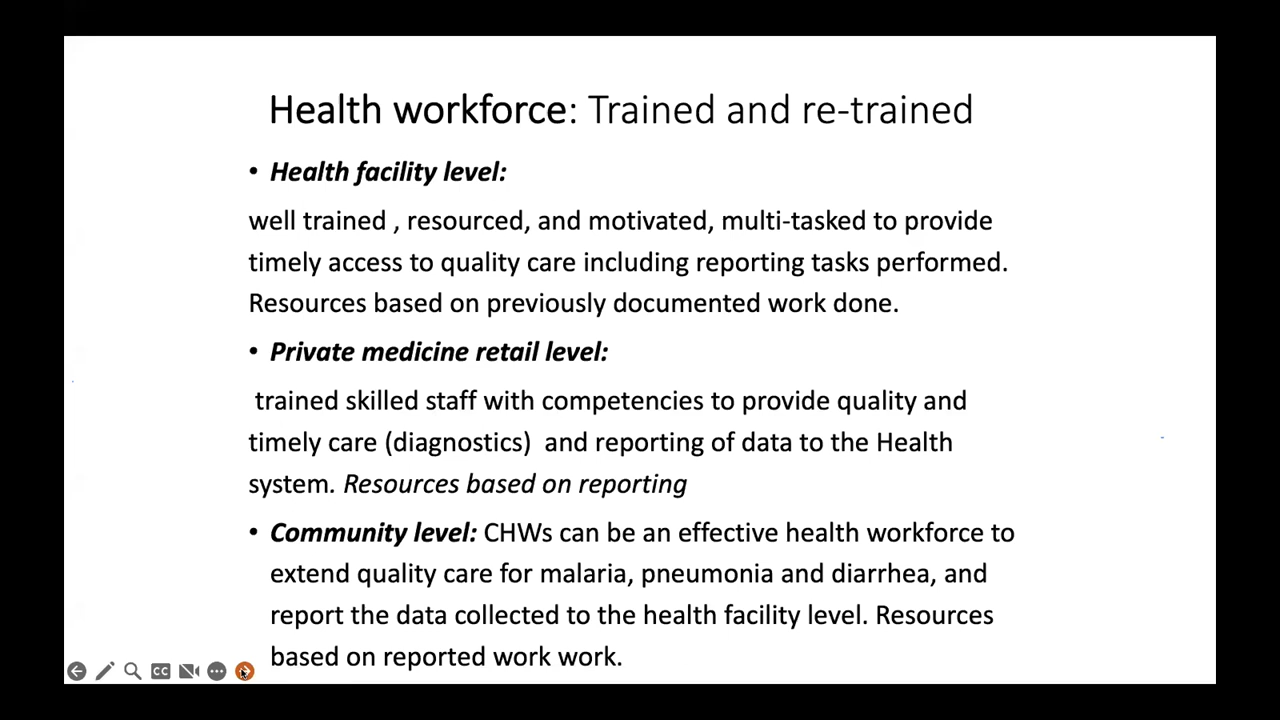 Health workforce: Trained and re-trained
• Health facility level:
well trained , resourced, and motivated, multi-tasked to provide
timely access to quality care including reporting tasks performed.
Resources based on previously documented work done.
• Private medicine retail level:
trained skilled staff with competencies to provide quality and
timely care (diagnostics)  and reporting of data to the Health
system. Resources based on reporting
• Community level: CHWs can be an effective health workforce to
extend quality care for malaria, pneumonia and diarrhea, and
report the data collected to the health facility level. Resources
based on reported work work.
CC